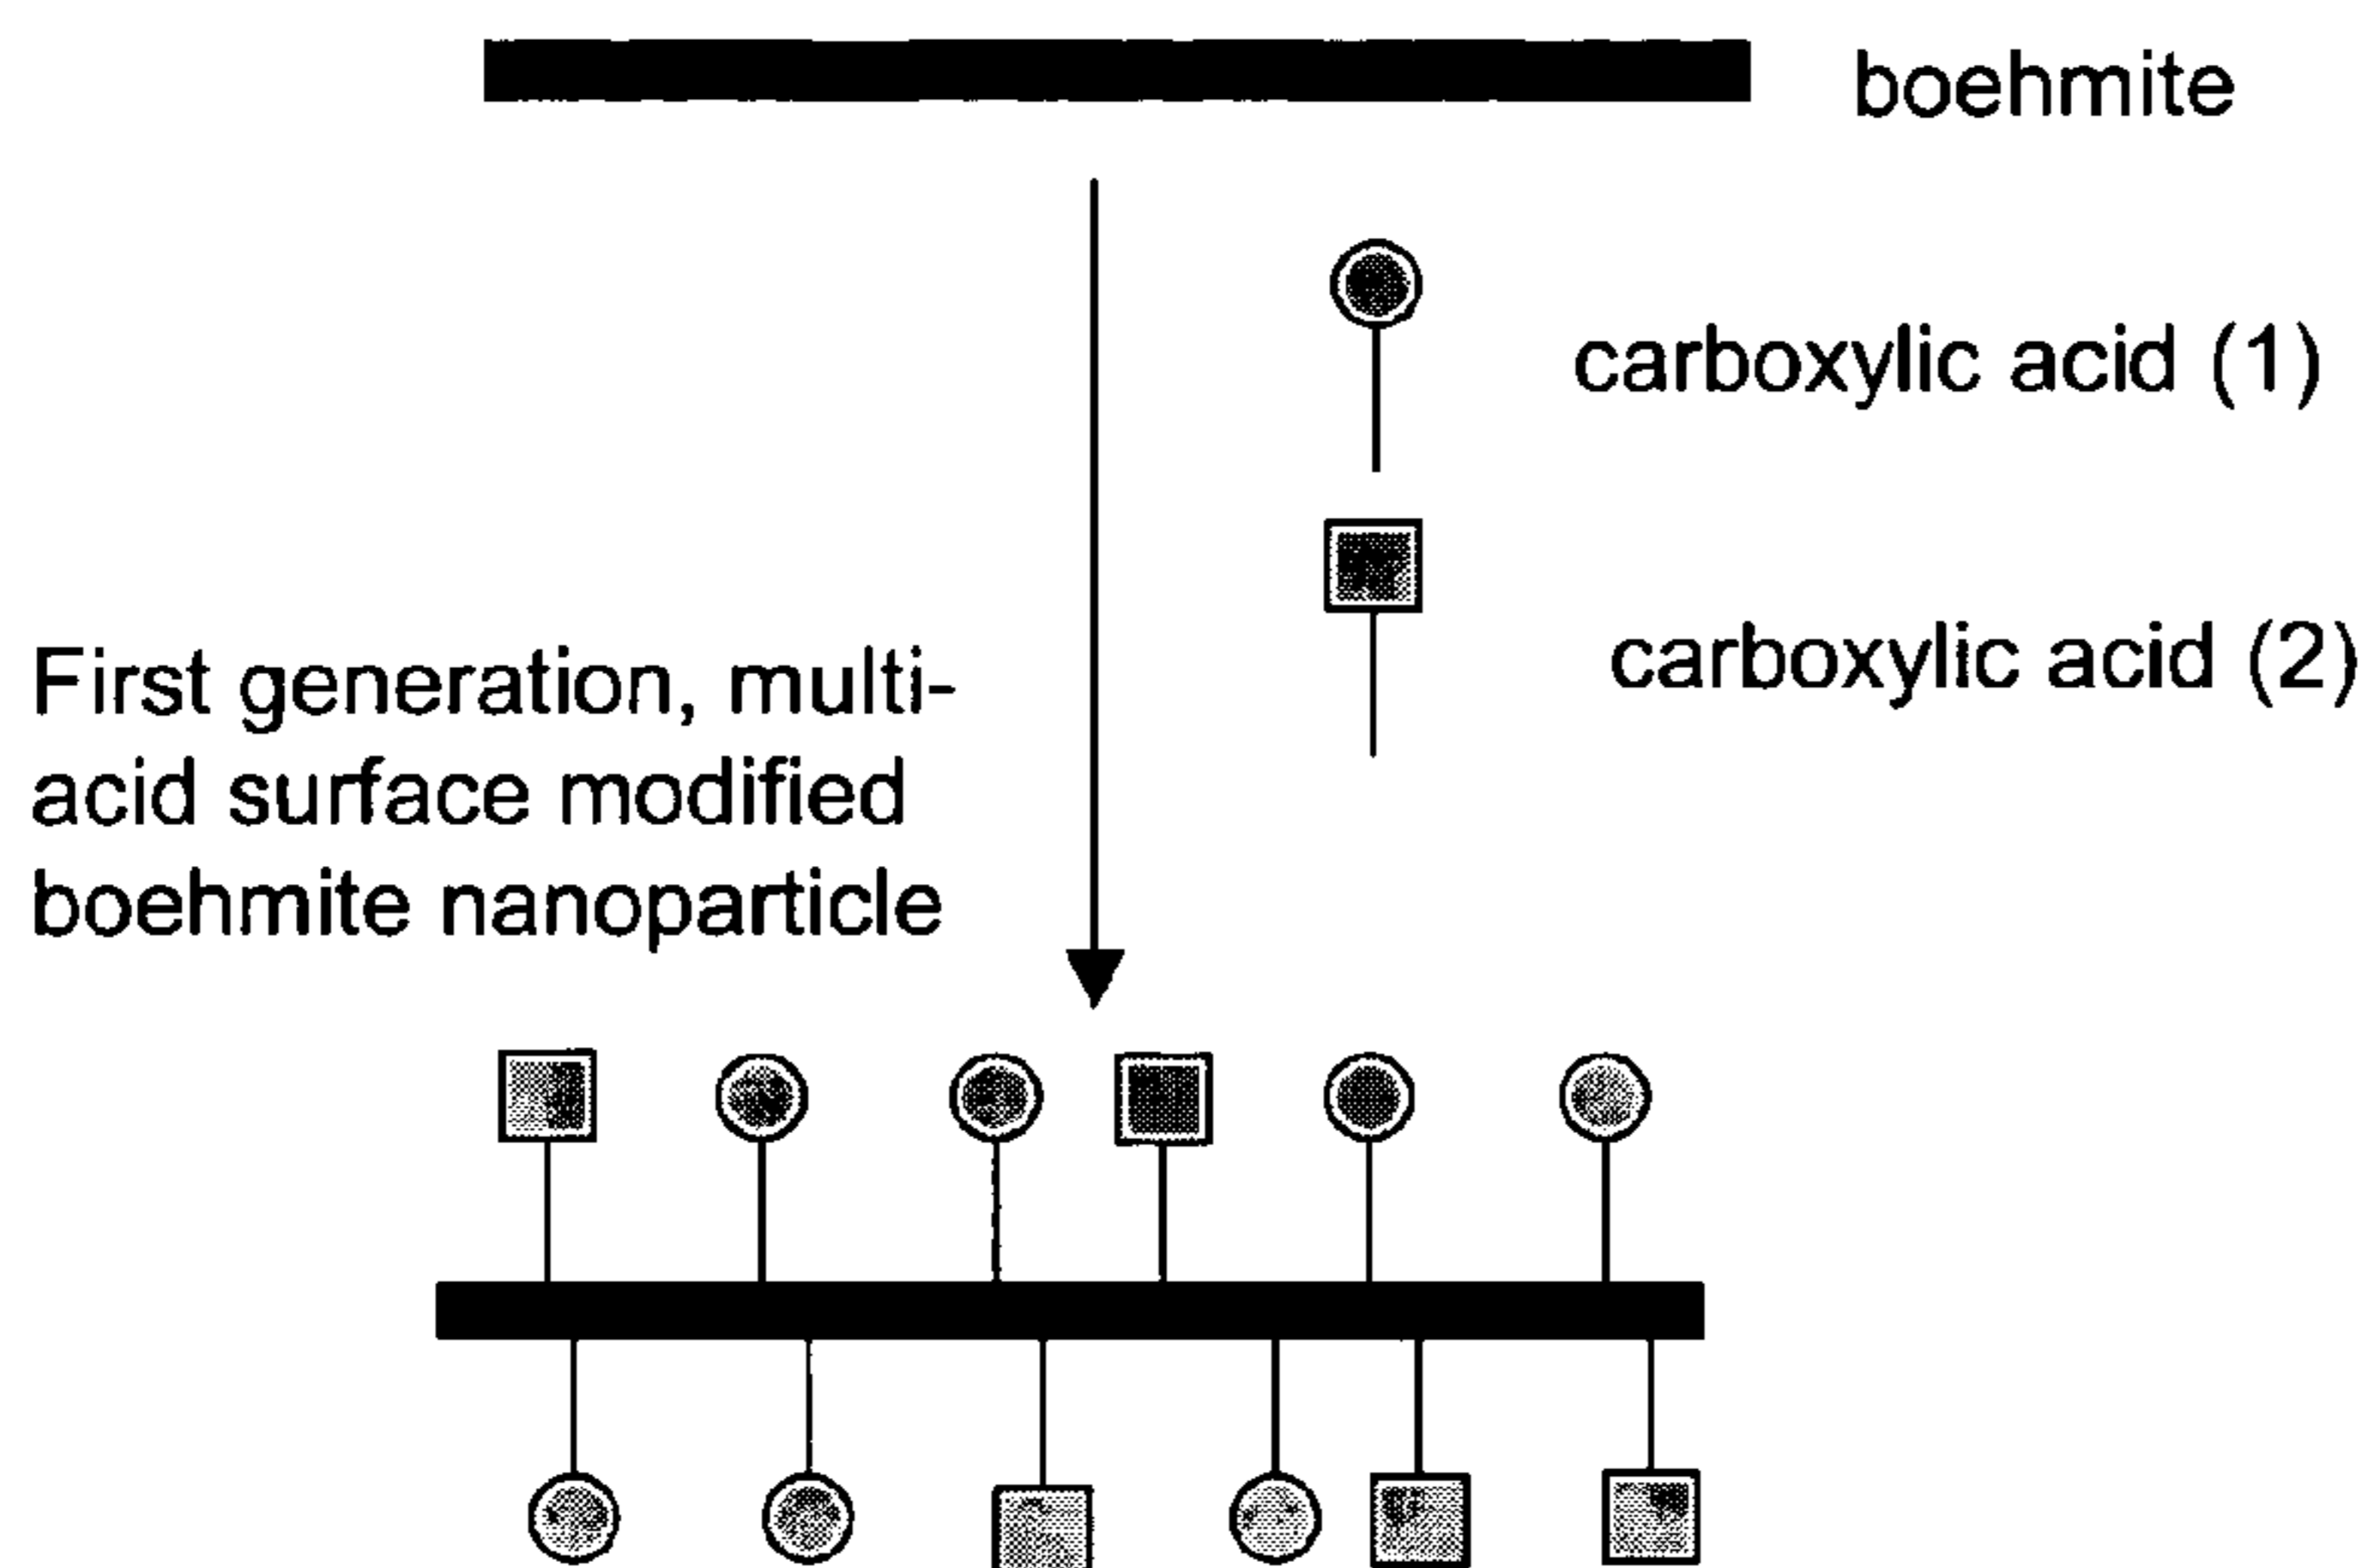 boehmite
carboxylic acid (1)
carboxylic acid (2)
First generation, multi-
acid surface modified
boehmite nanoparticle